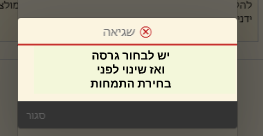 שגיאה
יש לבחור גרסה
ואז שינוי לפני
בחירת התמחות
סגור